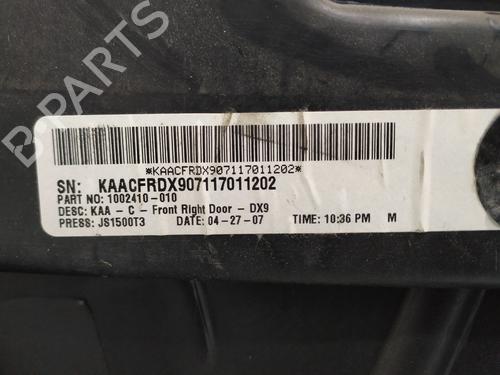 B-PARTS
*KAACFRDX907117011202*
SN: KAACFRDX907117011202
PART NO: 1002410-010
DESC: KAA - C - Front Right Door - DX9
PRESS: JS1500T3 DATE: 04-27-07 TIME: 10:36 PM M